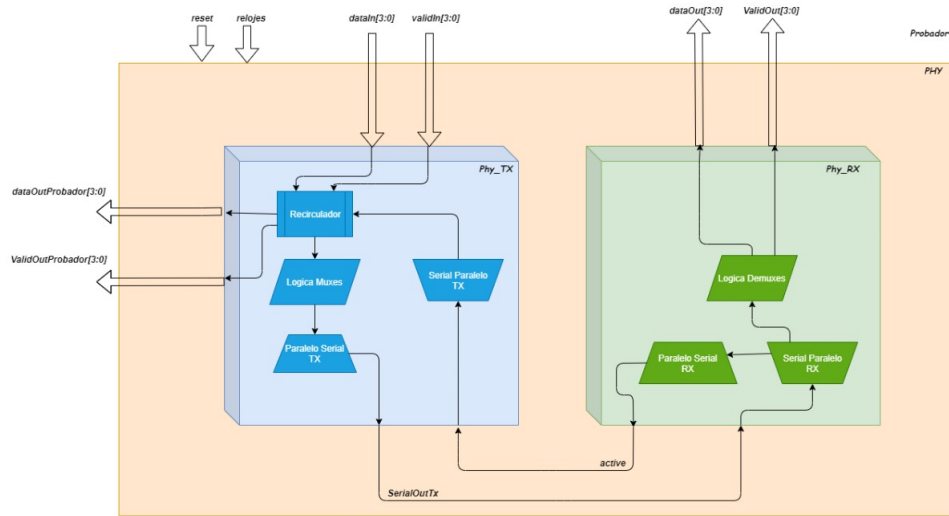 reset
relojes
dataIn[3:0]
validIn[3:0]
dataOut[3:0]
ValidOut[3:0]
Probador
PHY
Phy_TX
Phy_RX
dataOutProbador[3:0]
Recirculador
ValidOutProbador[3:0]
Logica Muxes
Serial Paralelo
TX
Logica Demuxes
Paralelo Serial
TX
Paralelo Serial
RX
Serial Paralelo
RX
active
SerialOutTx